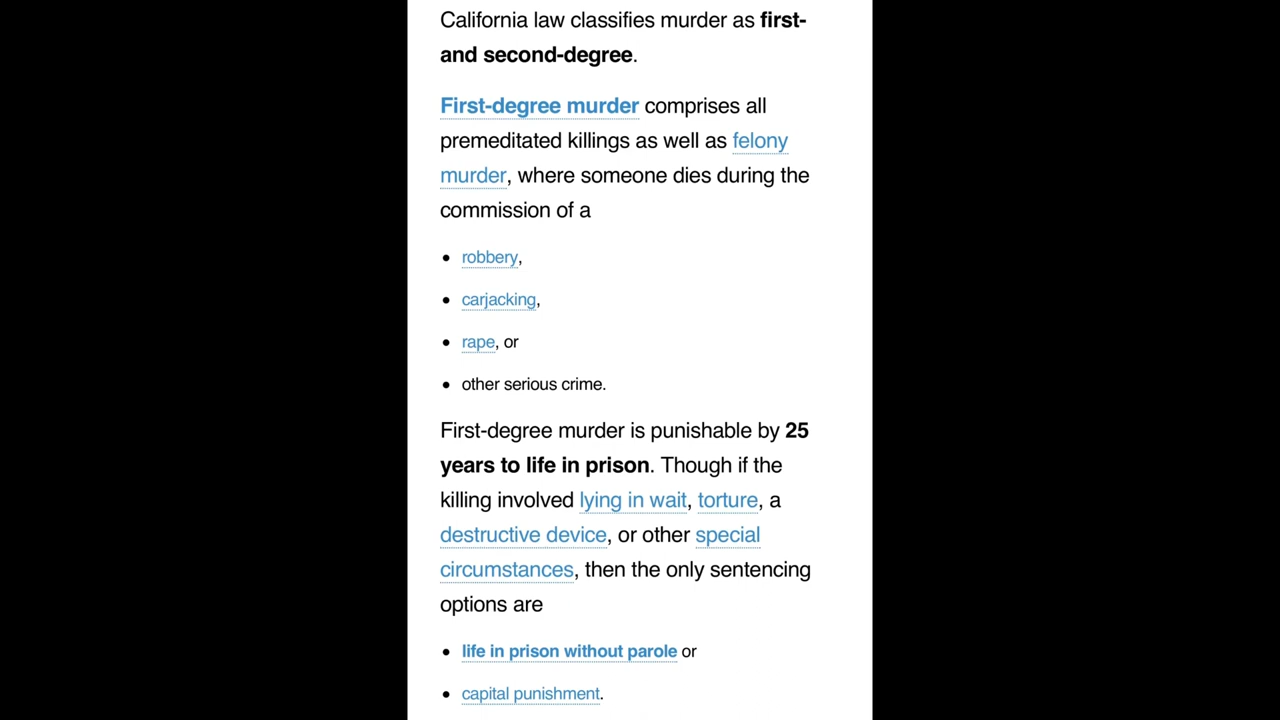 California law classifies murder as first-
and second-degree.
First-degree murder comprises all
premeditated killings as well as felony
murder, where someone dies during the
commission of a
• robbery,
• carjacking,
• rape, or
• other serious crime.
First-degree murder is punishable by 25
years to life in prison. Though if the
killing involved lying in wait, torture, a
destructive device, or other special
circumstances, then the only sentencing
options are
• life in prison without parole or
• capital punishment.